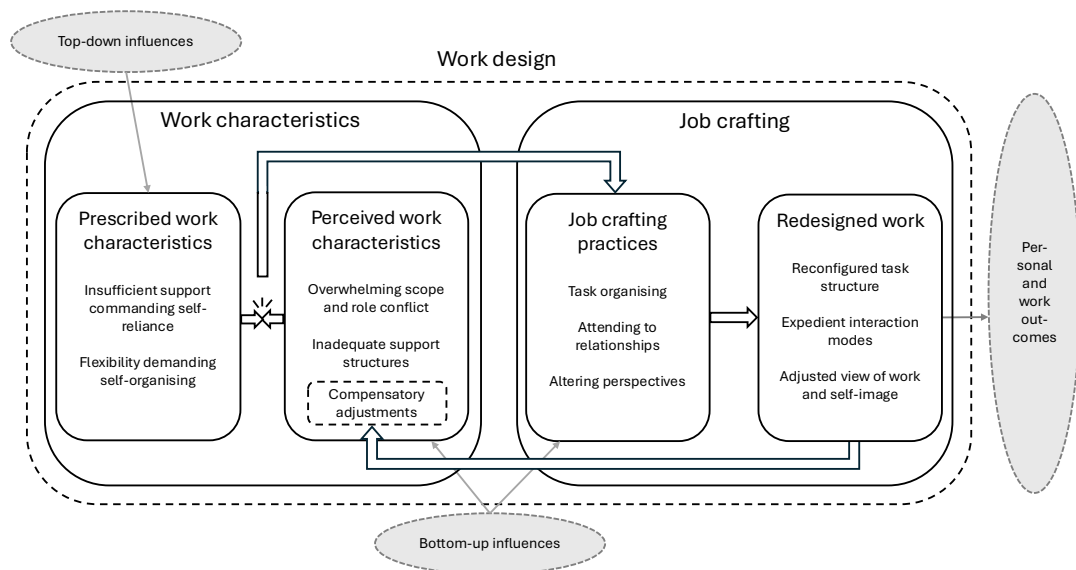 Top-down influences
Work design
Work characteristics
Prescribed work
characteristics
Insufficient support
commanding self-
reliance
Flexibility demanding
self-organising
Perceived work
characteristics
Overwhelming scope
and role conflict
Inadequate support
structures
Compensatory
adjustments
Job crafting
Job crafting
practices
Task organising
Attending to
relationships
Altering perspectives
Redesigned work
Reconfigured task
structure
Expedient interaction
modes
Adjusted view of work
and self-image
Per-
sonal
and
work
out-
comes
Bottom-up influences